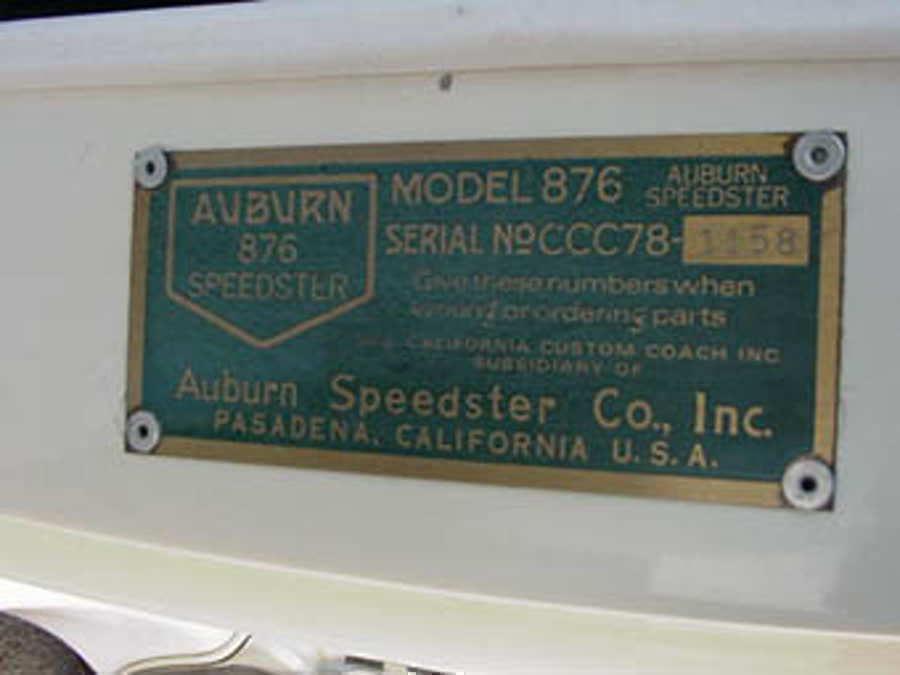 AUBURN
876
SPEEDSTER
MODEL 876 AUBURN SPEEDSTER
SERIAL Nº CCC78-1158
Give these numbers when
writing or ordering parts
CALIFORNIA CUSTOM COACH INC
SUBSIDIARY OF
Auburn Speedster Co., Inc.
PASADENA, CALIFORNIA U.S.A.